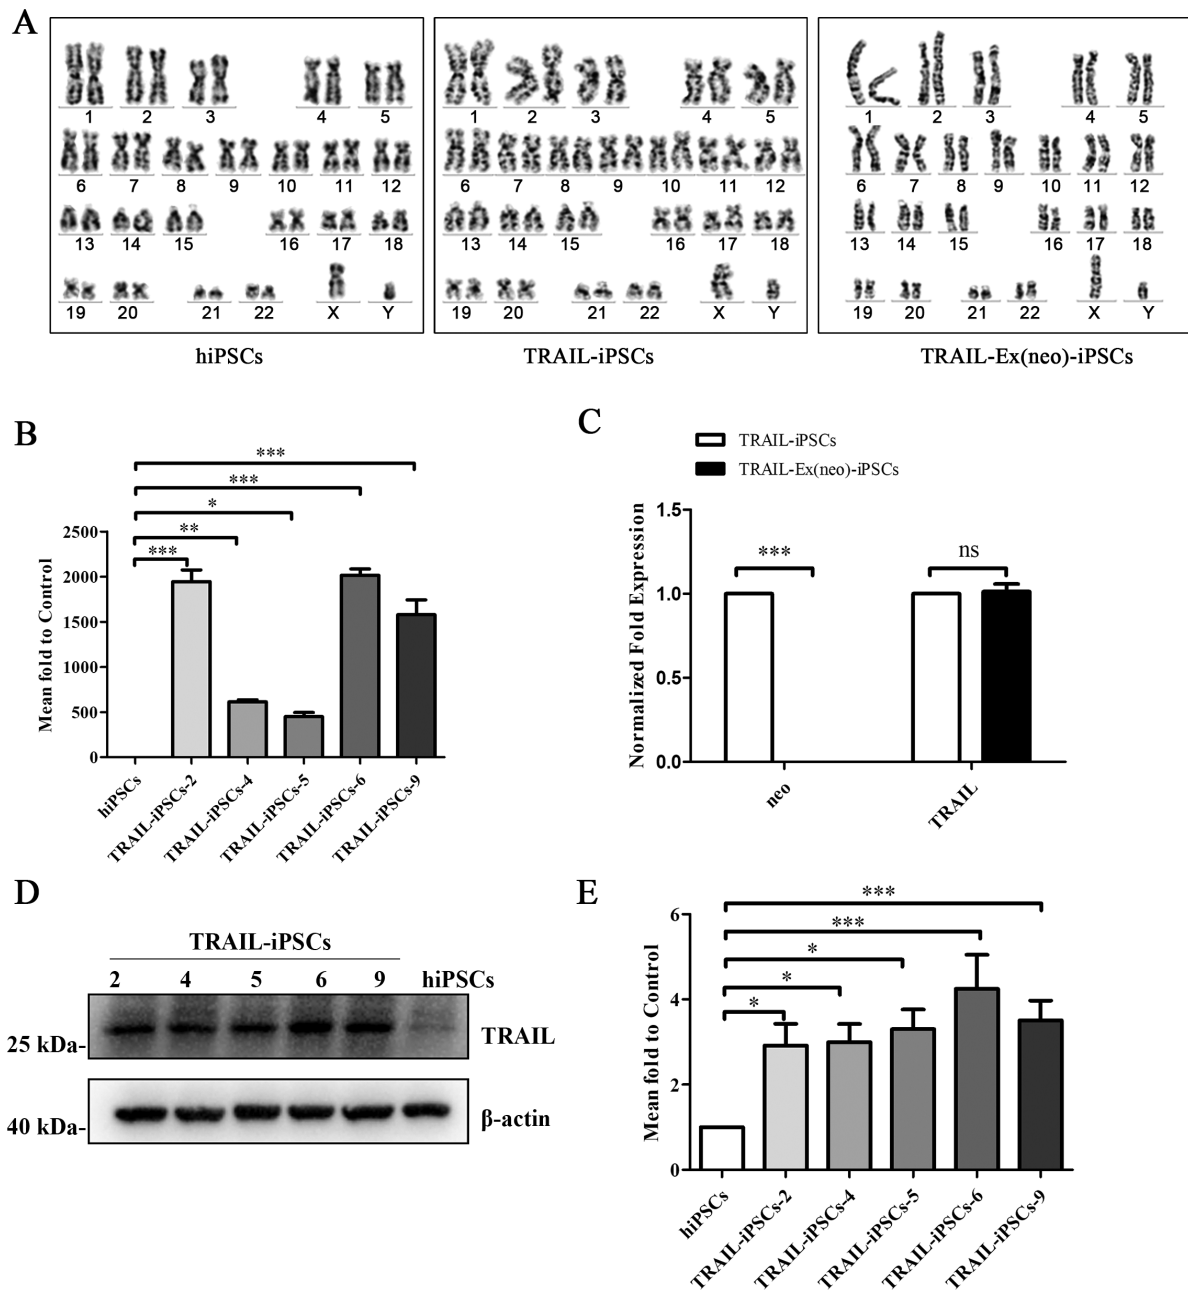 A
1 2 3 4 5
6 7 8 9 10 11 12
13 14 15 16 17 18
19 20 21 22 X Y
hiPSCs
1 2 3 4 5
6 7 8 9 10 11 12
13 14 15 16 17 18
19 20 21 22 X Y
TRAIL-iPSCs
1 2 3 4 5
6 7 8 9 10 11 12
13 14 15 16 17 18
19 20 21 22 X Y
TRAIL-Ex(neo)-iPSCs
B
***
***
*
**
***
Mean fold to Control
2500
2000
1500
1000
500
0
hiPSCs
TRAIL-iPSCs-2
TRAIL-iPSCs-4
TRAIL-iPSCs-5
TRAIL-iPSCs-6
TRAIL-iPSCs-9
C
TRAIL-iPSCs
TRAIL-Ex(neo)-iPSCs
Normalized Fold Expression
1.5
1.0
0.5
0.0
***
ns
neo
TRAIL
D
TRAIL-iPSCs
2 4 5 6 9 hiPSCs
25 kDa-
TRAIL
40 kDa-
β-actin
E
***
***
*
*
*
Mean fold to Control
6
4
2
0
hiPSCs
TRAIL-iPSCs-2
TRAIL-iPSCs-4
TRAIL-iPSCs-5
TRAIL-iPSCs-6
TRAIL-iPSCs-9